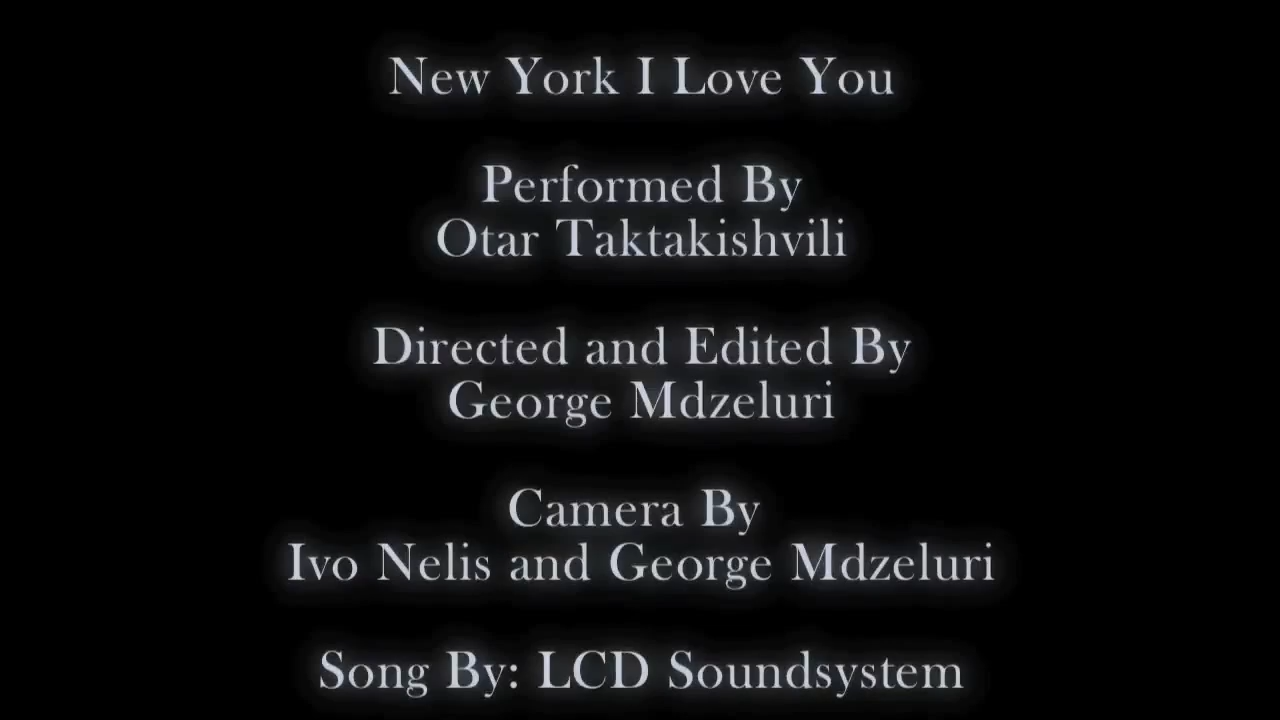 New York I Love You
Performed By
Otar Taktakishvili
Directed and Edited By
George Mdzeluri
Camera By
Ivo Nelis and George Mdzeluri
Song By: LCD Soundsystem